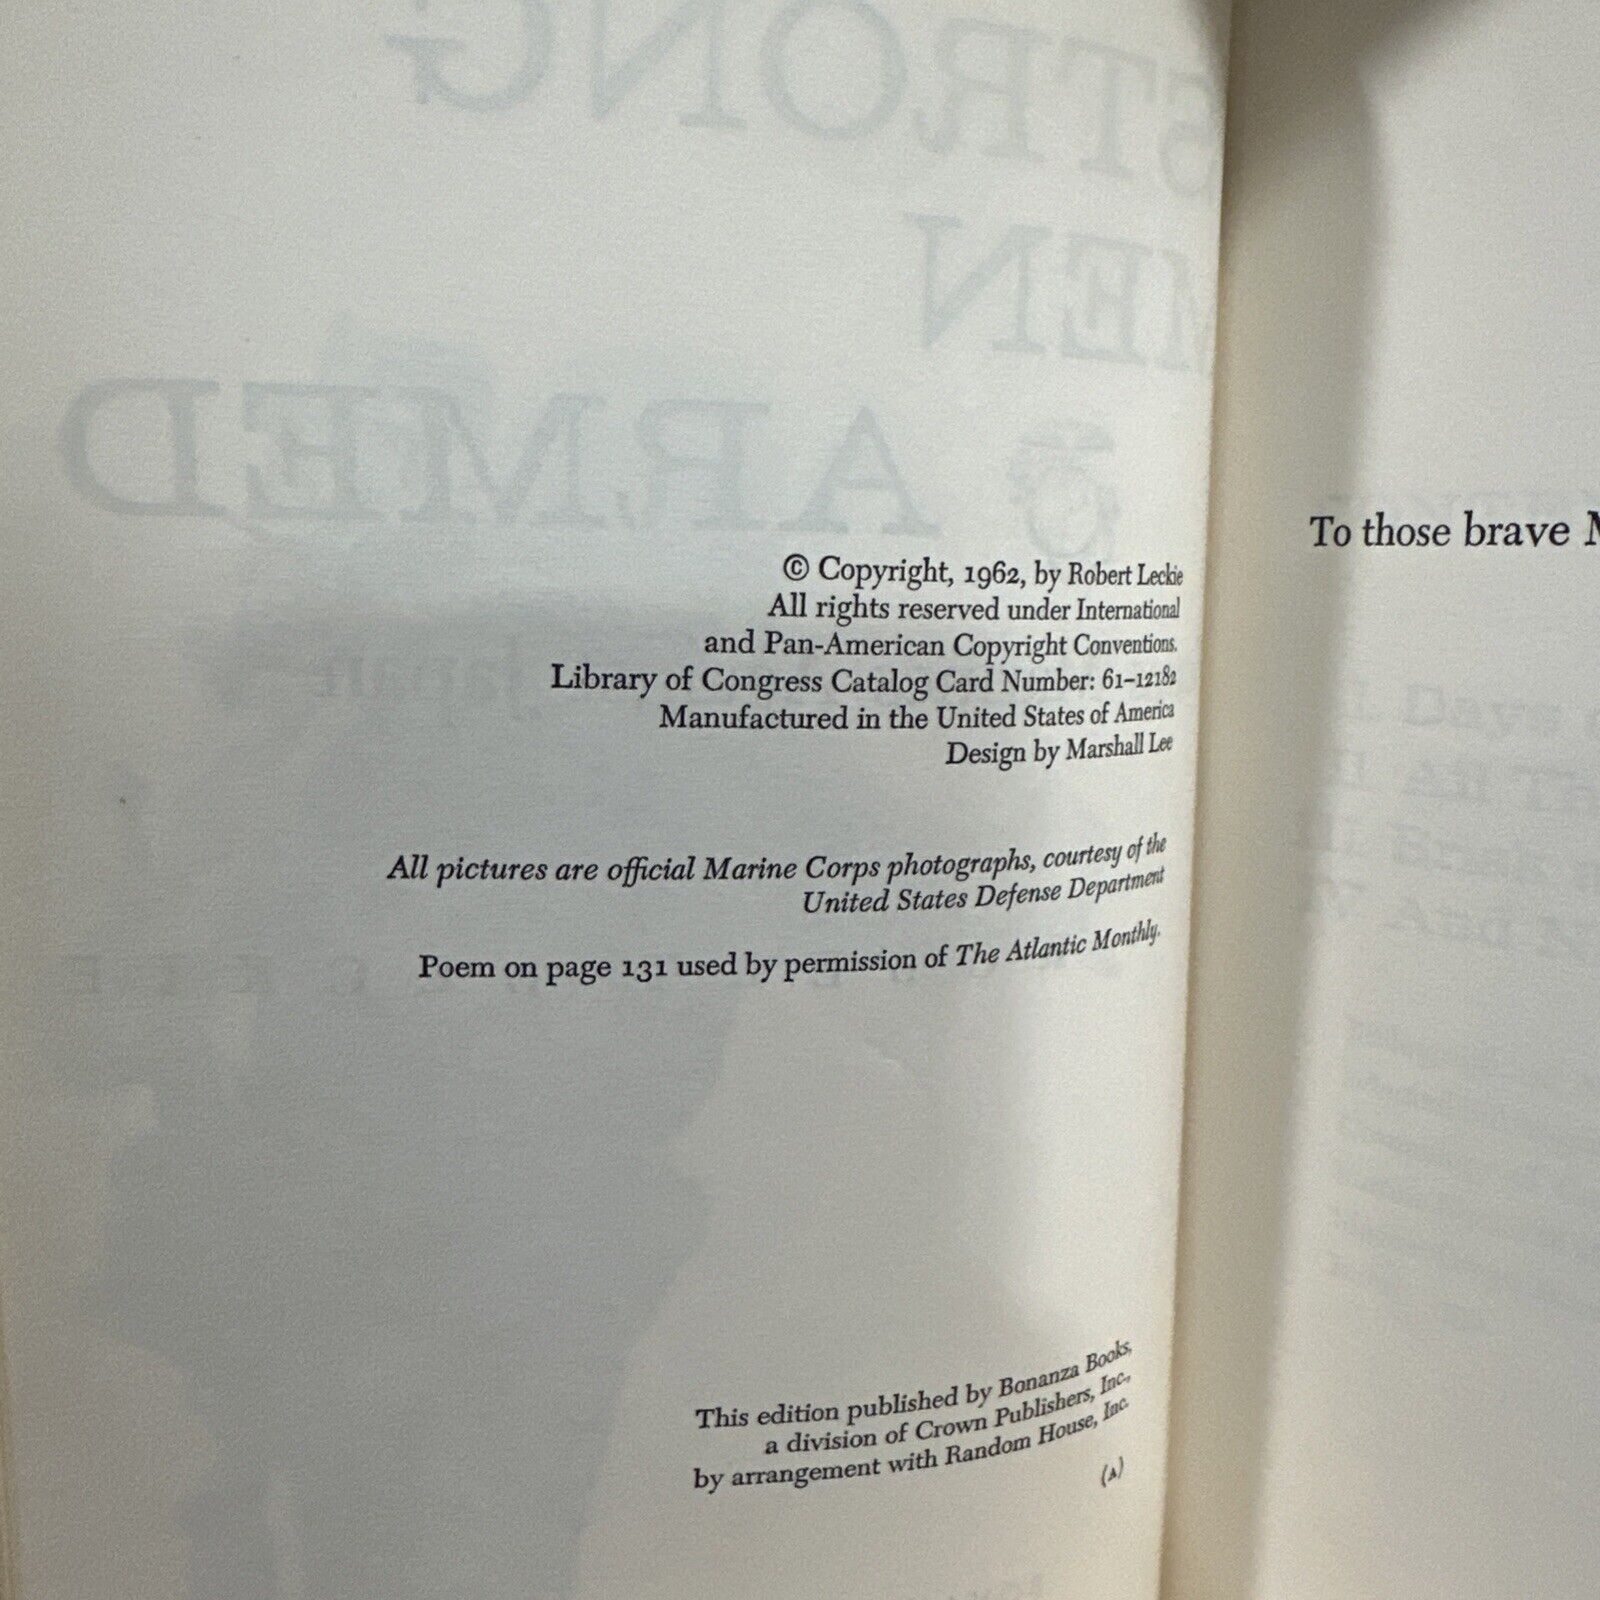 STRONG
MEN
ARMED
© Copyright, 1962, by Robert Leckie
All rights reserved under International
and Pan-American Copyright Conventions.
Library of Congress Catalog Card Number: 61–12182
Manufactured in the United States of America
Design by Marshall Lee
All pictures are official Marine Corps photographs, courtesy of the
United States Defense Department
Poem on page 131 used by permission of The Atlantic Monthly.
This edition published by Bonanza Books,
a division of Crown Publishers, Inc.,
by arrangement with Random House, Inc.
(A)
To those brave M